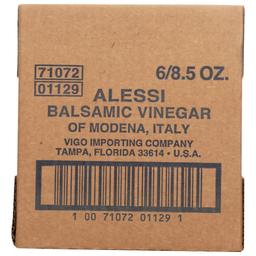 71072
01129
6/8.5 OZ.
ALESSI
BALSAMIC VINEGAR
OF MODENA, ITALY
VIGO IMPORTING COMPANY
TAMPA, FLORIDA 33614 • U.S.A.
1 00 71072 01129 1